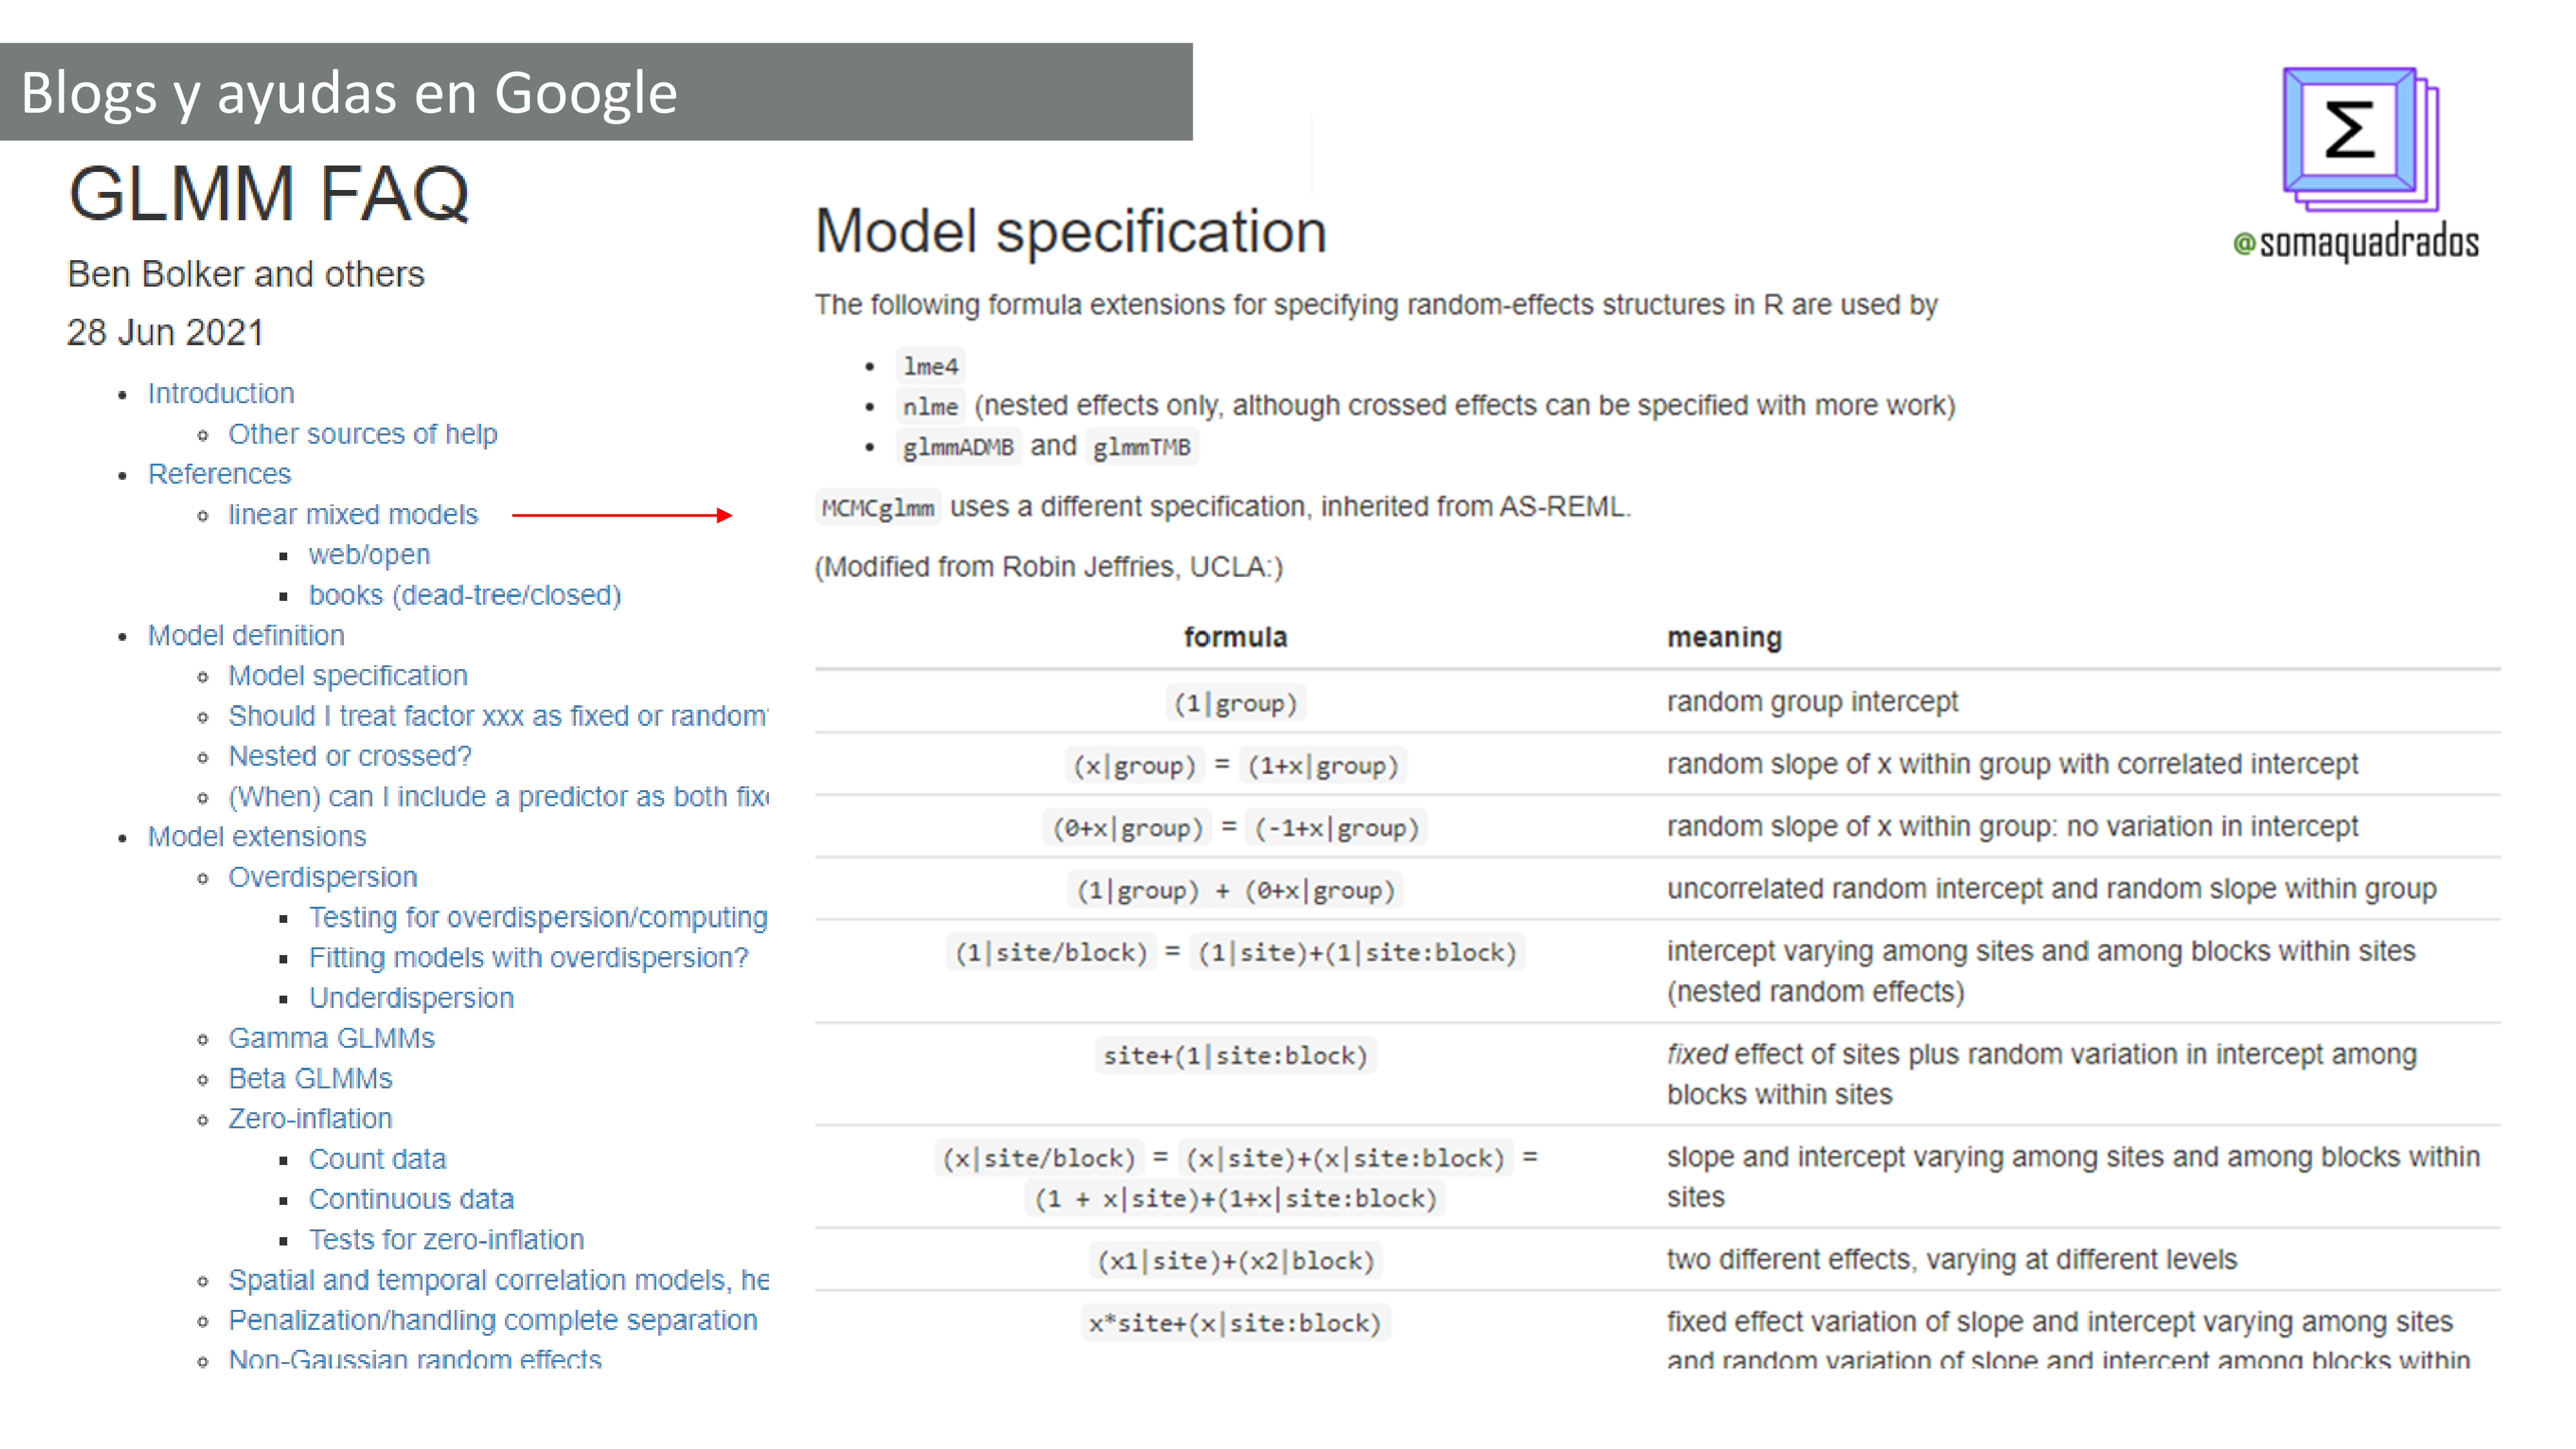 Blogs y ayudas en Google
GLMM FAQ
Ben Bolker and others
28 Jun 2021
• Introduction
◦ Other sources of help
• References
◦ linear mixed models
▪ web/open
▪ books (dead-tree/closed)
• Model definition
◦ Model specification
◦ Should I treat factor xxx as fixed or random
◦ Nested or crossed?
◦ (When) can I include a predictor as both
• Model extensions
◦ Overdispersion
▪ Testing for overdispersion/computing
▪ Fitting models with overdispersion?
▪ Underdispersion
◦ Gamma GLMMs
◦ Beta GLMMs
◦ Zero-inflation
▪ Count data
▪ Continuous data
▪ Tests for zero-inflation
◦ Spatial and temporal correlation models, he
◦ Penalization/handling complete separation
◦ Non-Gaussian random effects
Σ
@somaquadrados
Model specification
The following formula extensions for specifying random-effects structures in R are used by
• lme4
• nlme (nested effects only, although crossed effects can be specified with more work)
• glmmADMB and glmmTMB
MCMCglmm uses a different specification, inherited from AS-REML.
(Modified from Robin Jeffries, UCLA:)
formula meaning
(1|group) random group intercept
(x|group) = (1+x|group) random slope of x within group with correlated intercept
(0+x|group) = (-1+x|group) random slope of x within group: no variation in intercept
(1|group) + (0+x|group) uncorrelated random intercept and random slope within group
(1|site/block) = (1|site)+(1|site:block) intercept varying among sites and among blocks within sites
(nested random effects)
site+(1|site:block) fixed effect of sites plus random variation in intercept among
blocks within sites
(x|site/block) = (x|site)+(x|site:block) = slope and intercept varying among sites and among blocks within
(1 + x|site)+(1+x|site:block) sites
(x1|site)+(x2|block) two different effects, varying at different levels
x*site+(x|site:block) fixed effect variation of slope and intercept varying among sites
and random variation of slope and intercept among blocks within